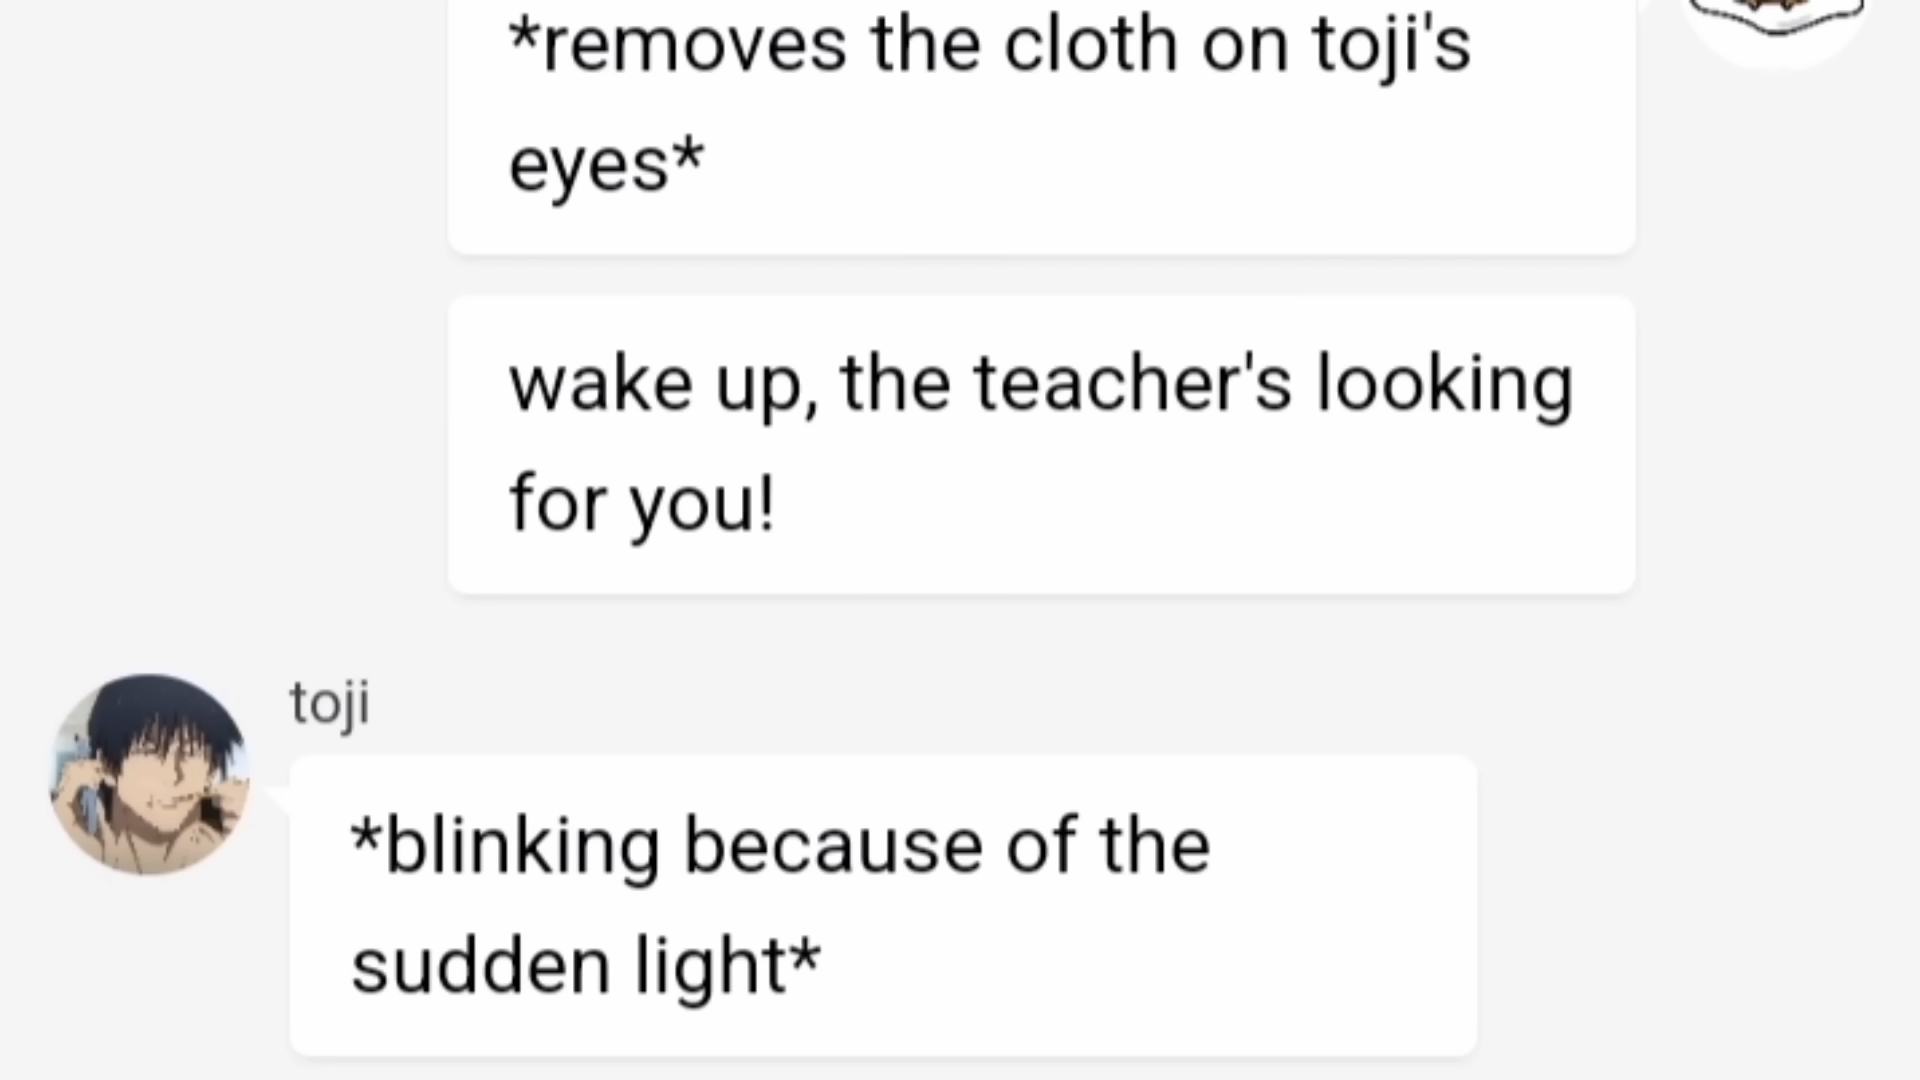 *removes the cloth on toji's
eyes*
wake up, the teacher's looking
for you!
toji
*blinking because of the
sudden light*